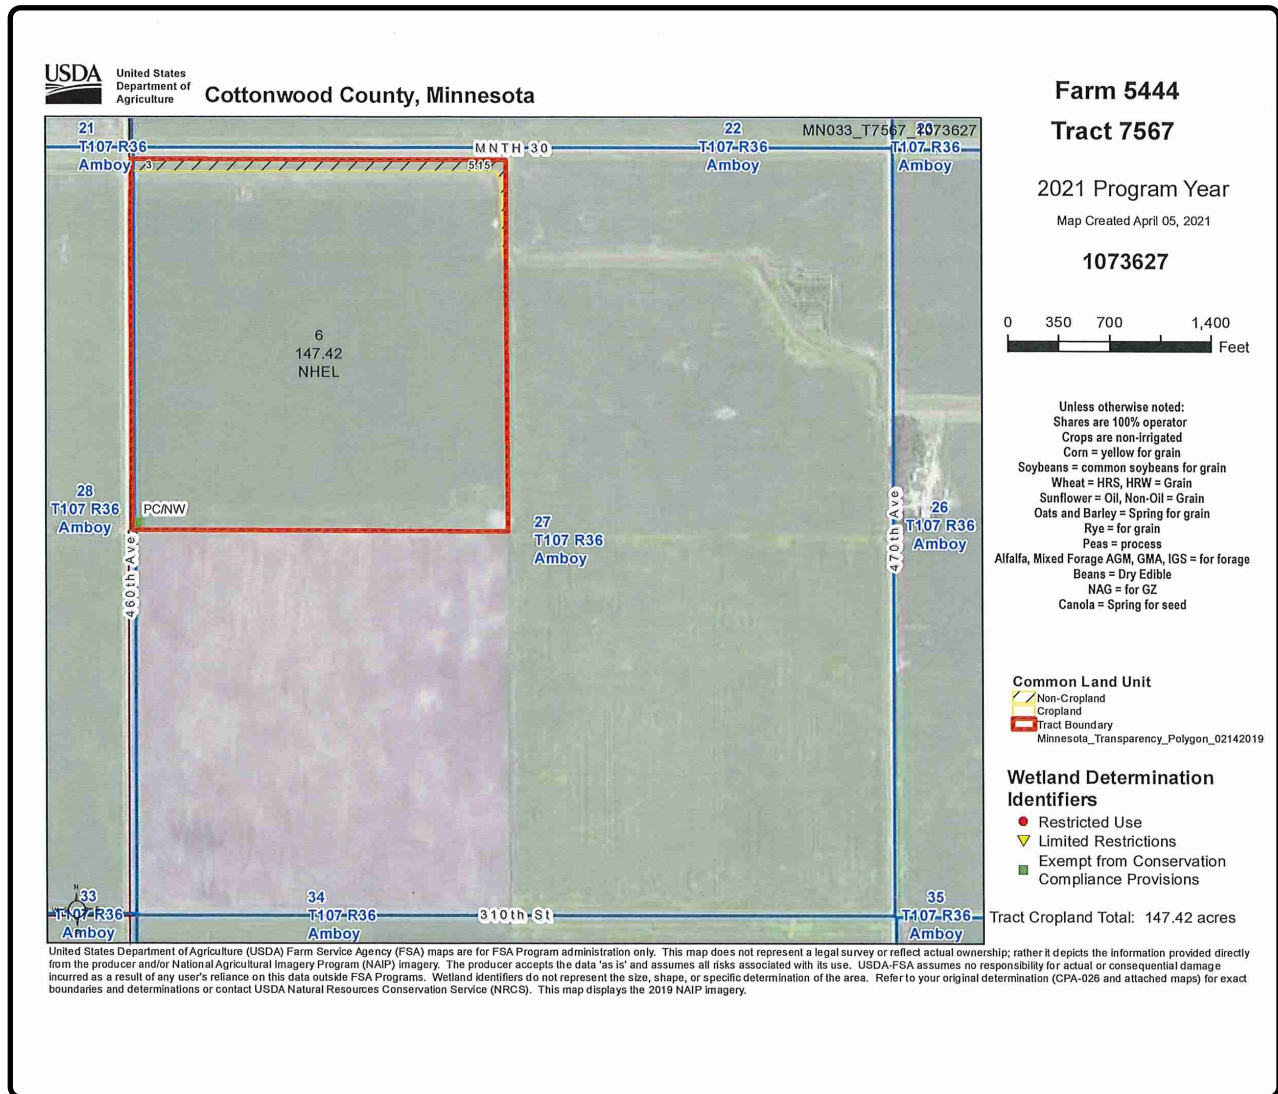 USDA
United States
Department of
Agriculture
Cottonwood County, Minnesota
Farm 5444
Tract 7567
2021 Program Year
Map Created April 05, 2021
1073627
0 350 700 1,400
Feet
Unless otherwise noted:
Shares are 100% operator
Crops are non-irrigated
Corn = yellow for grain
Soybeans = common soybeans for grain
Wheat = HRS, HRW = Grain
Sunflower = Oil, Non-Oil = Grain
Oats and Barley = Spring for grain
Rye = for grain
Peas = process
Alfalfa, Mixed Forage AGM, GMA, IGS = for forage
Beans = Dry Edible
NAG = for GZ
Canola = Spring for seed
Common Land Unit
Non-Cropland
Cropland
Tract Boundary
Minnesota_Transparency_Polygon_02142019
Wetland Determination
Identifiers
Restricted Use
Limited Restrictions
Exempt from Conservation
Compliance Provisions
Tract Cropland Total: 147.42 acres
21
T107 R36
Amboy
22
T107 R36
Amboy
MN033_T7567_1073627
T107 R36
Amboy
MNTH 30
3
5.15
6
147.42
NHEL
28
T107 R36
Amboy
PC/NW
460th Ave
27
T107 R36
Amboy
470th Ave
26
T107 R36
Amboy
N
33
T107 R36
Amboy
34
T107 R36
Amboy
310th St
35
T107 R36
Amboy
United States Department of Agriculture (USDA) Farm Service Agency (FSA) maps are for FSA Program administration only. This map does not represent a legal survey or reflect actual ownership; rather it depicts the information provided directly
from the producer and/or National Agricultural Imagery Program (NAIP) imagery. The producer accepts the data 'as is' and assumes all risks associated with its use. USDA-FSA assumes no responsibility for actual or consequential damage
incurred as a result of any user's reliance on this data outside FSA Programs. Wetland identifiers do not represent the size, shape, or specific determination of the area. Refer to your original determination (CPA-026 and attached maps) for exact
boundaries and determinations or contact USDA Natural Resources Conservation Service (NRCS). This map displays the 2019 NAIP imagery.